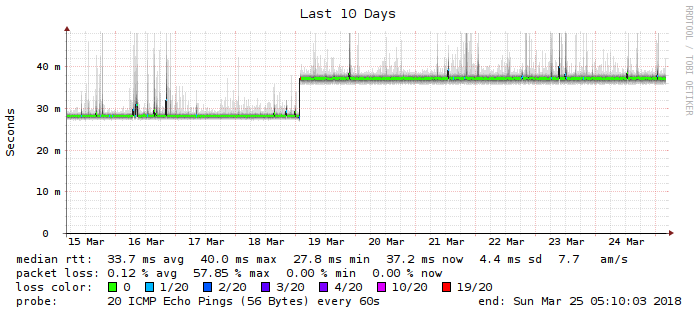 Last 10 Days
RRDTOOL / TOBI OETIKER
Seconds
40 m
30 m
20 m
10 m
0
15 Mar 16 Mar 17 Mar 18 Mar 19 Mar 20 Mar 21 Mar 22 Mar 23 Mar 24 Mar
median rtt: 33.7 ms avg 40.0 ms max 27.8 ms min 37.2 ms now 4.4 ms sd 7.7 am/s
packet loss: 0.12 % avg 57.85 % max 0.00 % min 0.00 % now
loss color: 0 1/20 2/20 3/20 4/20 10/20 19/20
probe: 20 ICMP Echo Pings (56 Bytes) every 60s end: Sun Mar 25 05:10:03 2018